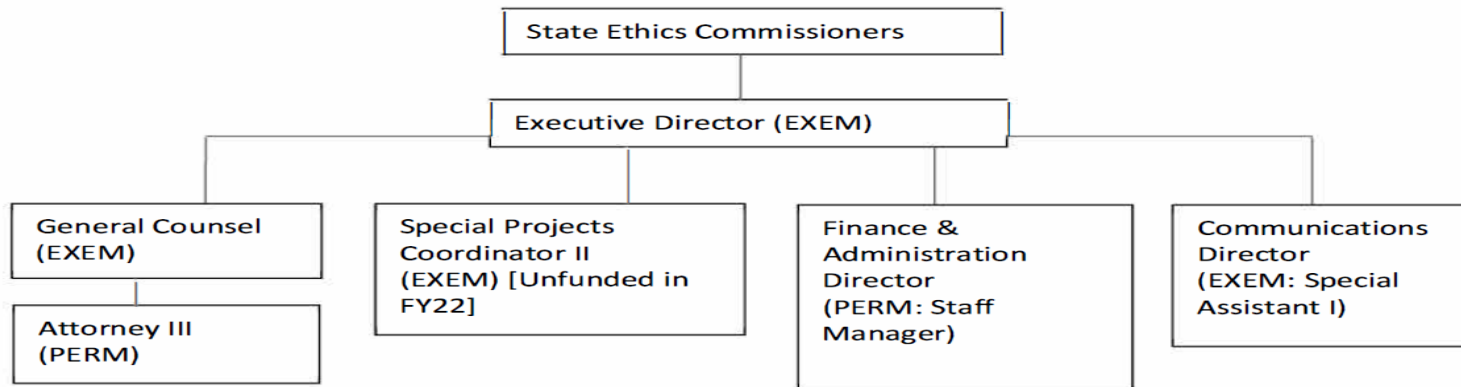 State Ethics Commissioners
Executive Director (EXEM)
General Counsel
(EXEM)
Attorney III
(PERM)
Special Projects
Coordinator II
(EXEM) [Unfunded in
FY22]
Finance &
Administration
Director
(PERM: Staff
Manager)
Communications
Director
(EXEM: Special
Assistant I)